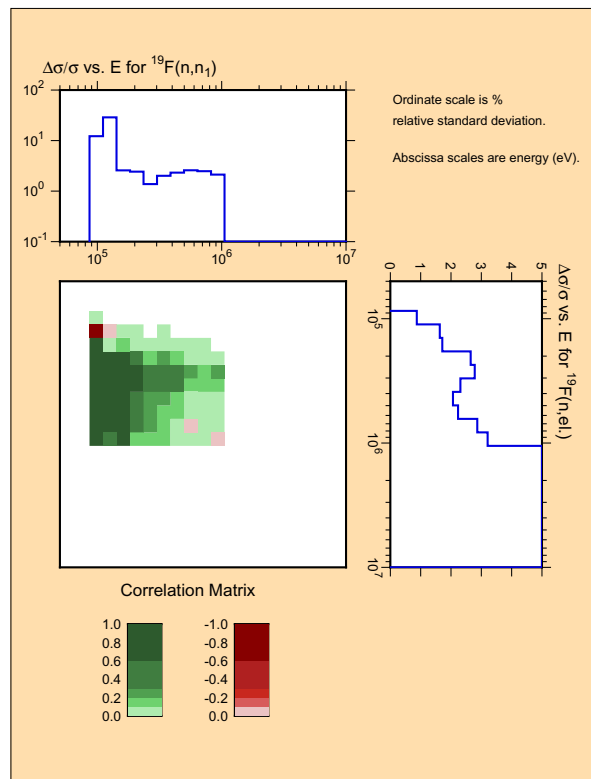 Δσ/σ vs. E for ¹⁹F(n,n₁)
10²
10¹
10⁰
10⁻¹
10⁵
10⁶
10⁷
Ordinate scale is %
relative standard deviation.
Abscissa scales are energy (eV).
0 1 2 3 4 5
10⁵
10⁶
10⁷
Δσ/σ vs. E for ¹⁹F(n,el.)
Correlation Matrix
1.0 -1.0
0.8 -0.8
0.6 -0.6
0.4 -0.4
0.2 -0.2
0.0 0.0